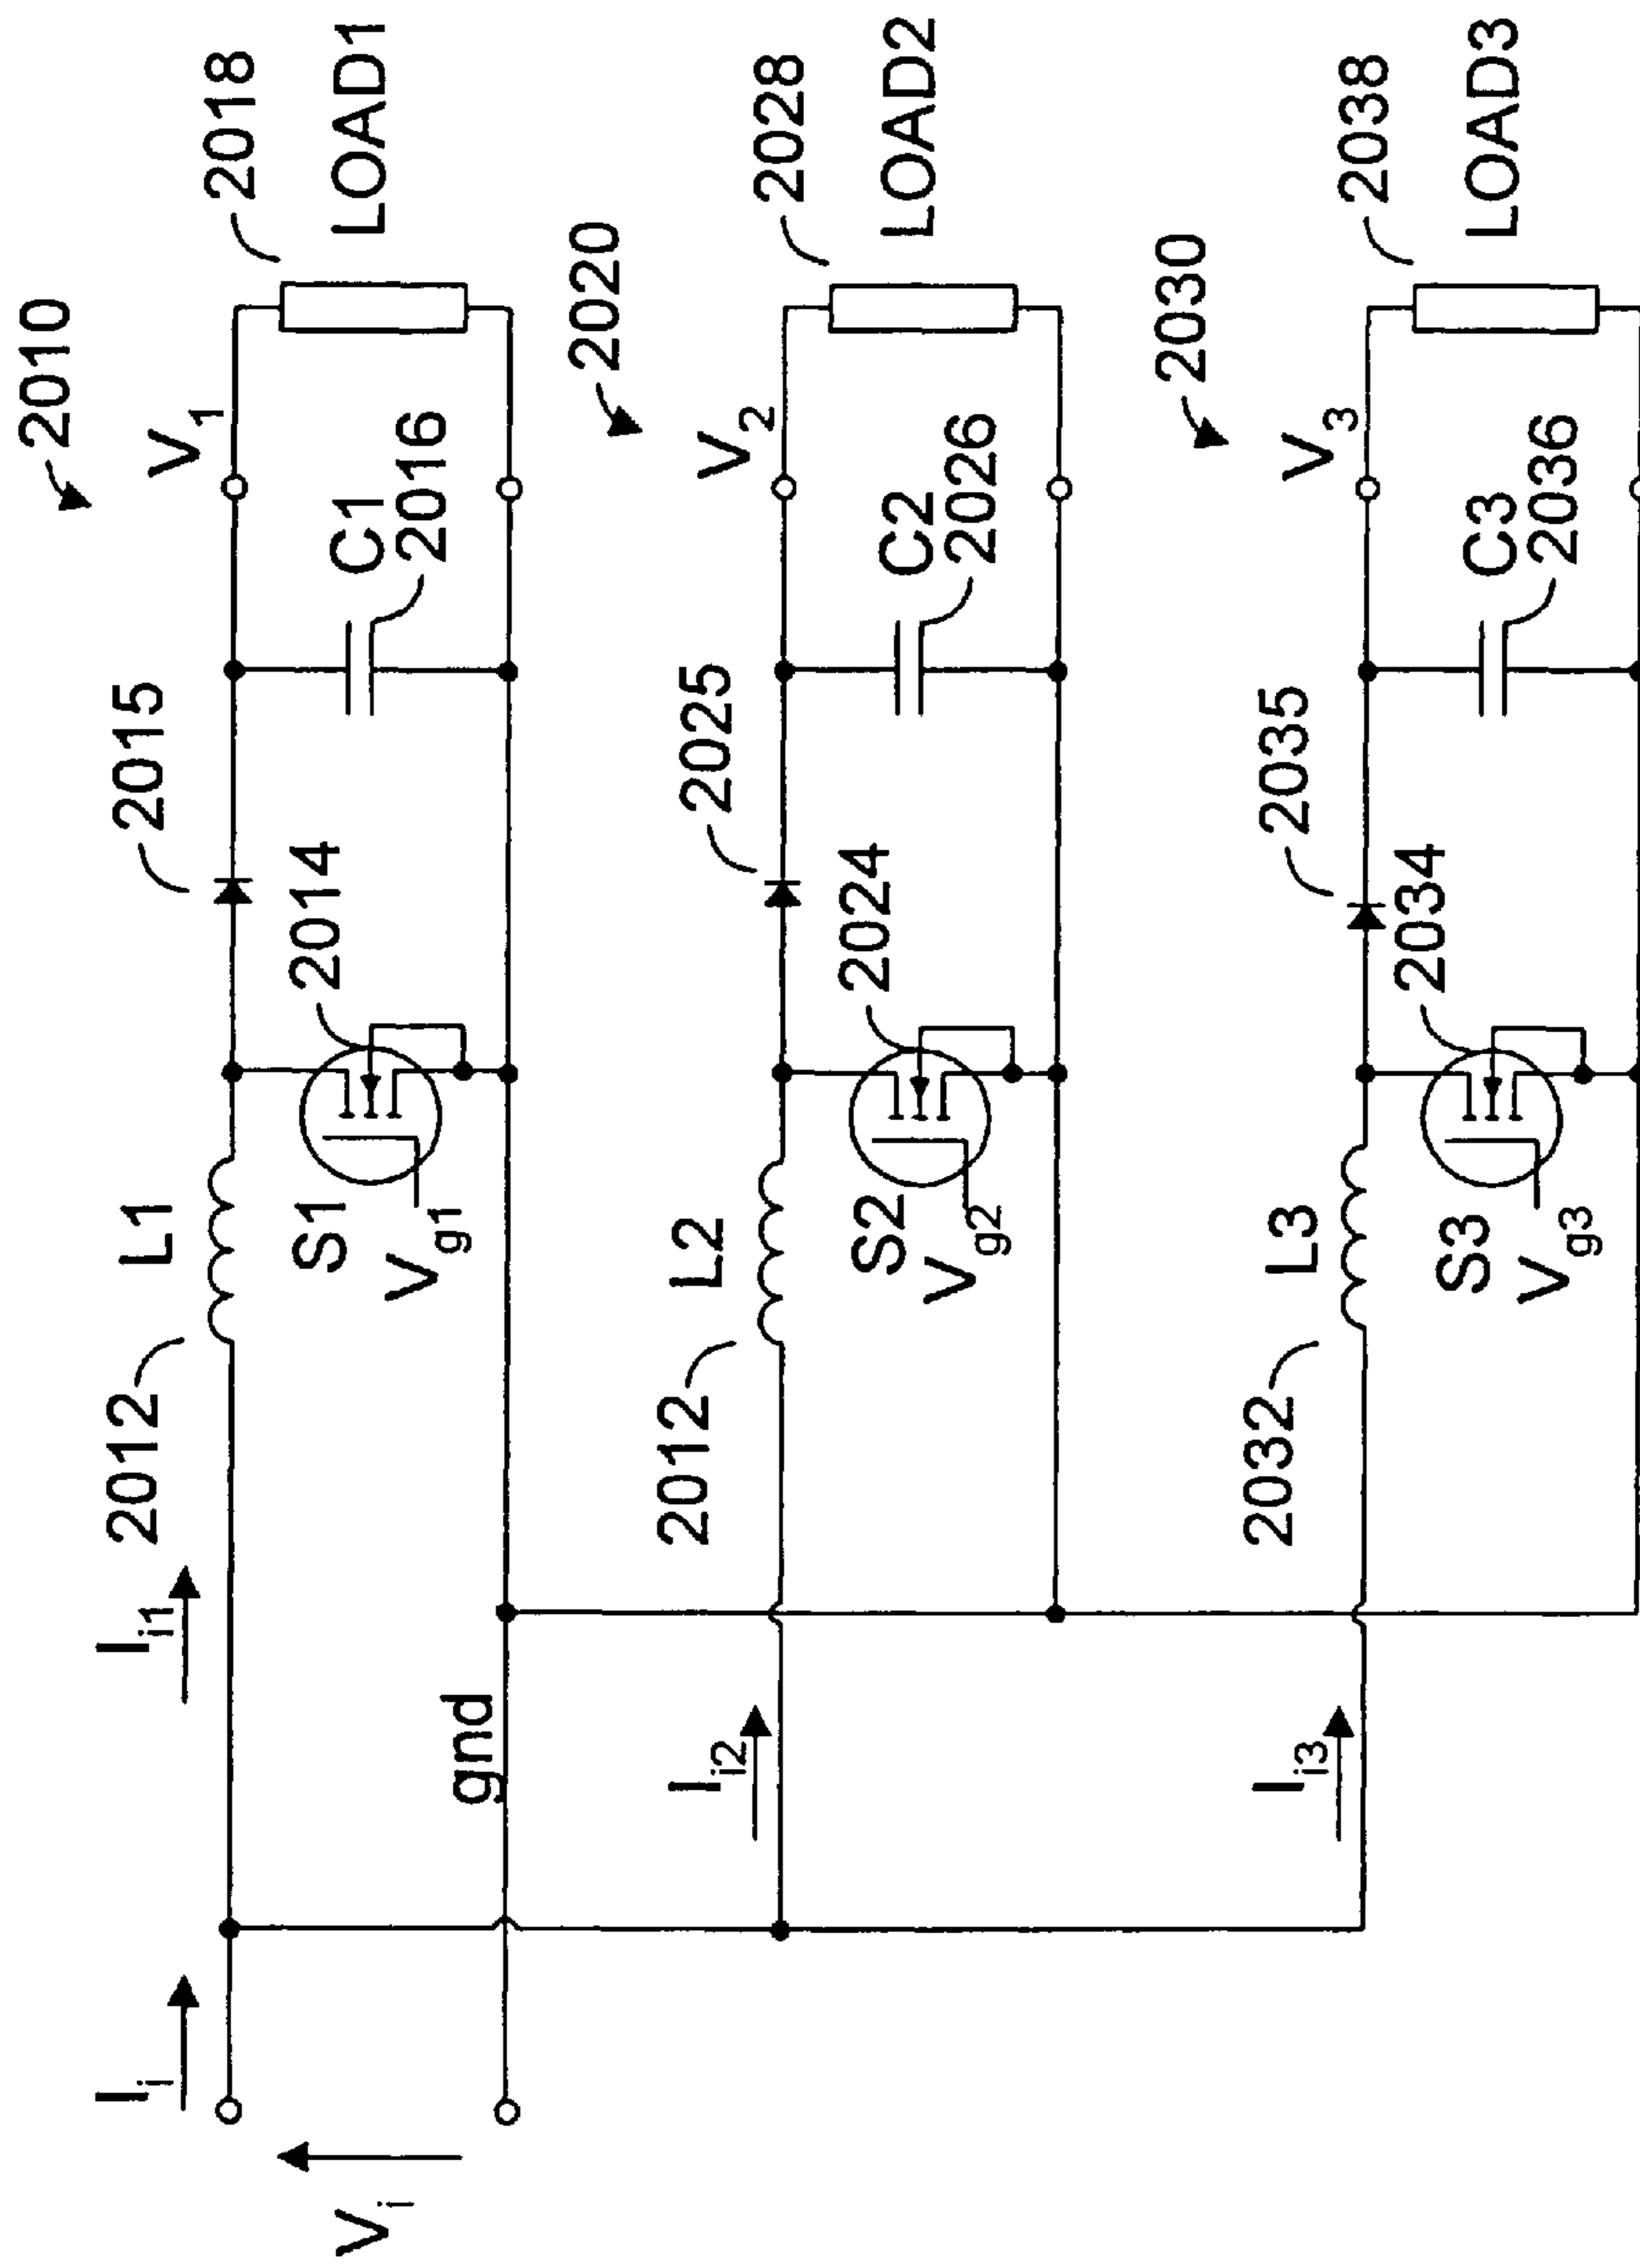 2010
2018
LOAD1
V1
C1
2016
2015
2014
L1
2012
S1
Vg1
Ii1
Ii
Vi
gnd
2020
2028
LOAD2
V2
C2
2026
2025
2024
L2
2012
S2
Vg2
Ii2
2030
2038
LOAD3
V3
C3
2036
2035
2034
L3
2032
S3
Vg3
Ii3